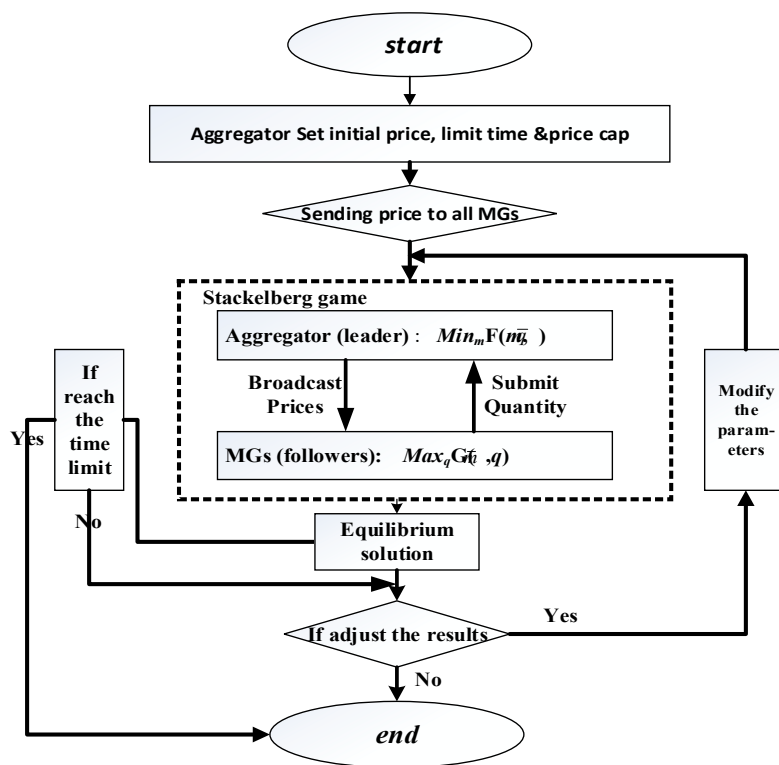 start
Aggregator Set initial price, limit time &price cap
Sending price to all MGs
Stackelberg game
Aggregator (leader) : Min_m F(
Broadcast
Prices
Submit
Quantity
MGs (followers): Max_q G( ,q)
If
reach
the
time
limit
Yes
No
Modify
the
param-
eters
Equilibrium
solution
If adjust the results
Yes
No
end